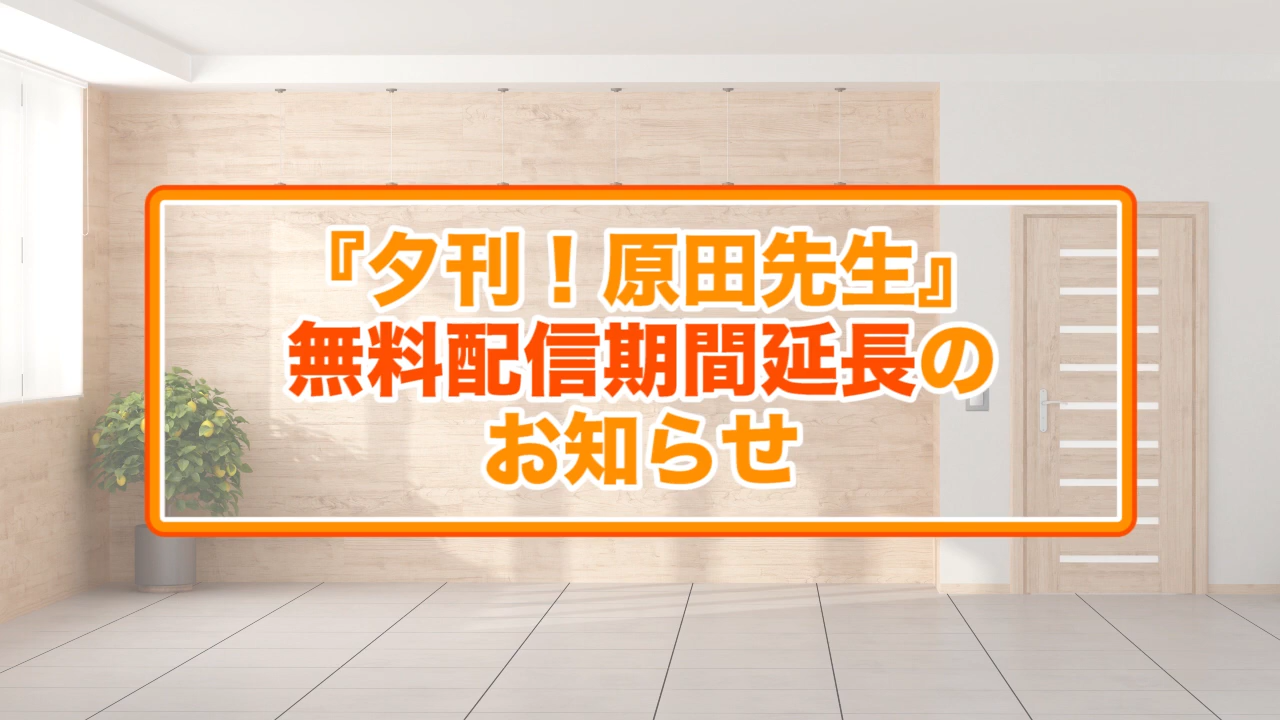 『夕刊！原田先生』
無料配信期間延長の
お知らせ